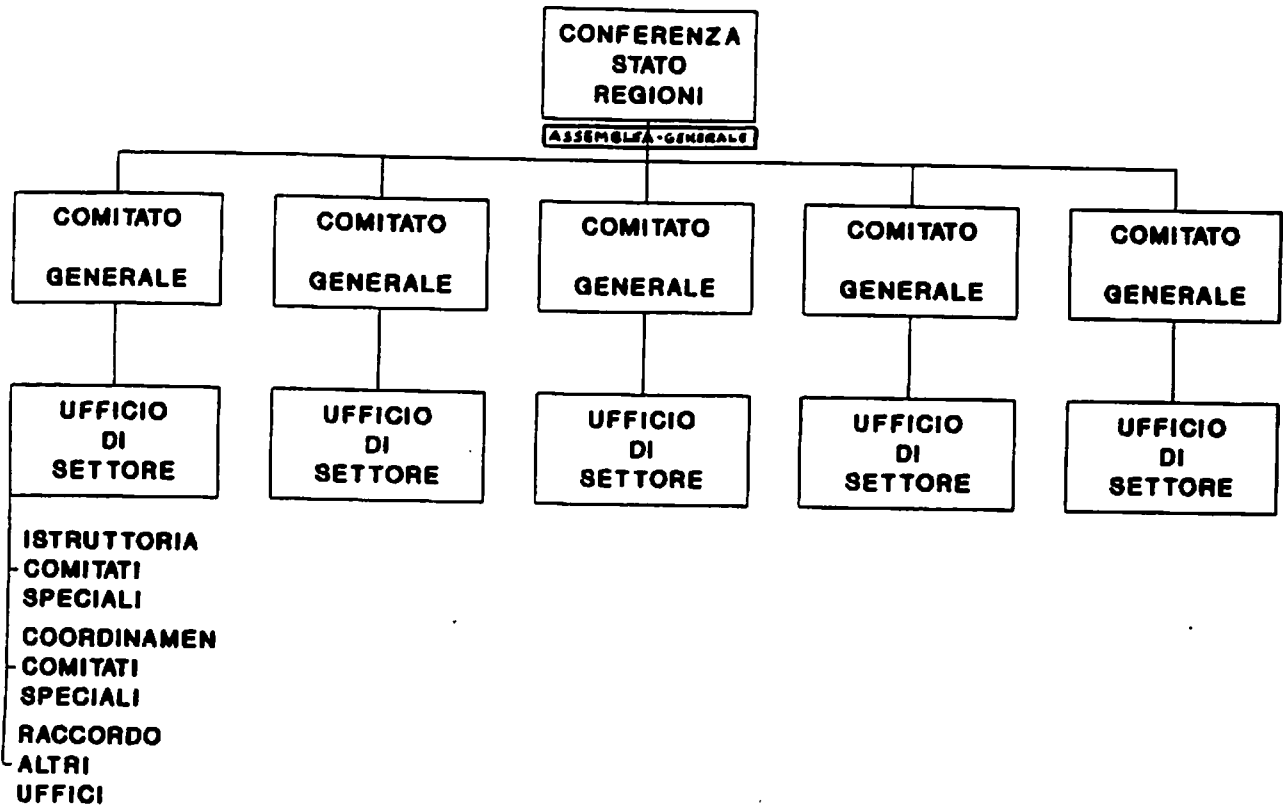 CONFERENZA
STATO
REGIONI
ASSEMBLEA-GENERALE
COMITATO
GENERALE
COMITATO
GENERALE
COMITATO
GENERALE
COMITATO
GENERALE
COMITATO
GENERALE
UFFICIO
DI
SETTORE
UFFICIO
DI
SETTORE
UFFICIO
DI
SETTORE
UFFICIO
DI
SETTORE
UFFICIO
DI
SETTORE
ISTRUTTORIA
COMITATI
SPECIALI
COORDINAMEN
COMITATI
SPECIALI
RACCORDO
ALTRI
UFFICI